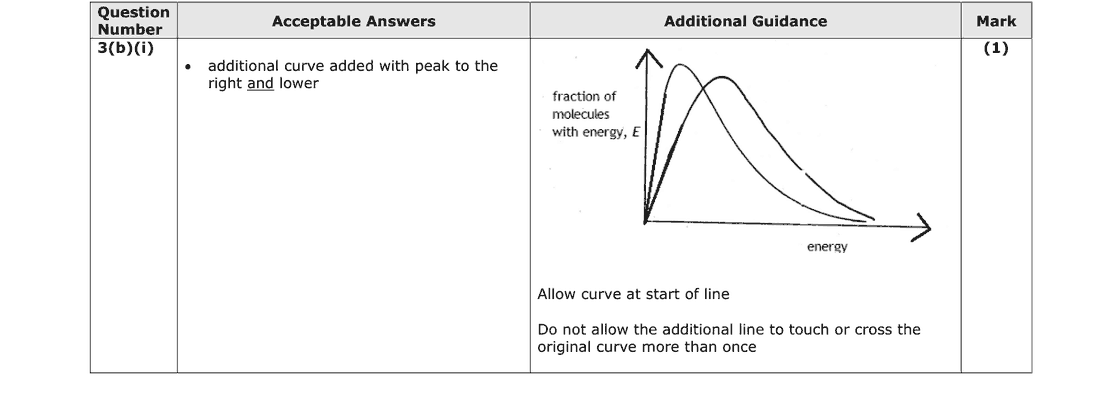 Question
Number
Acceptable Answers
Additional Guidance
Mark
3(b)(i)
• additional curve added with peak to the
right and lower
fraction of
molecules
with energy, E
energy
Allow curve at start of line
Do not allow the additional line to touch or cross the
original curve more than once
(1)